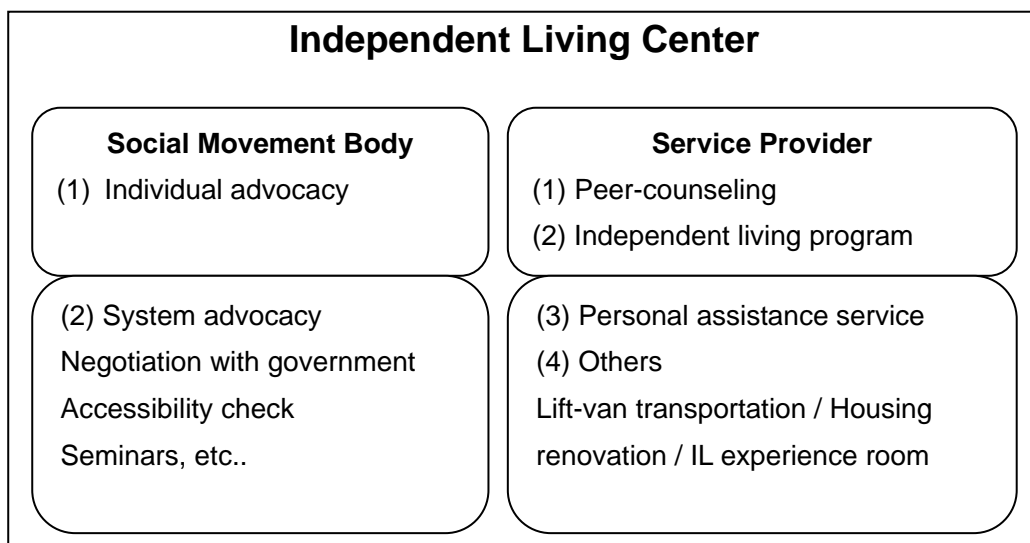 Independent Living Center
Social Movement Body
(1) Individual advocacy
(2) System advocacy
Negotiation with government
Accessibility check
Seminars, etc..
Service Provider
(1) Peer-counseling
(2) Independent living program
(3) Personal assistance service
(4) Others
Lift-van transportation / Housing
renovation / IL experience room